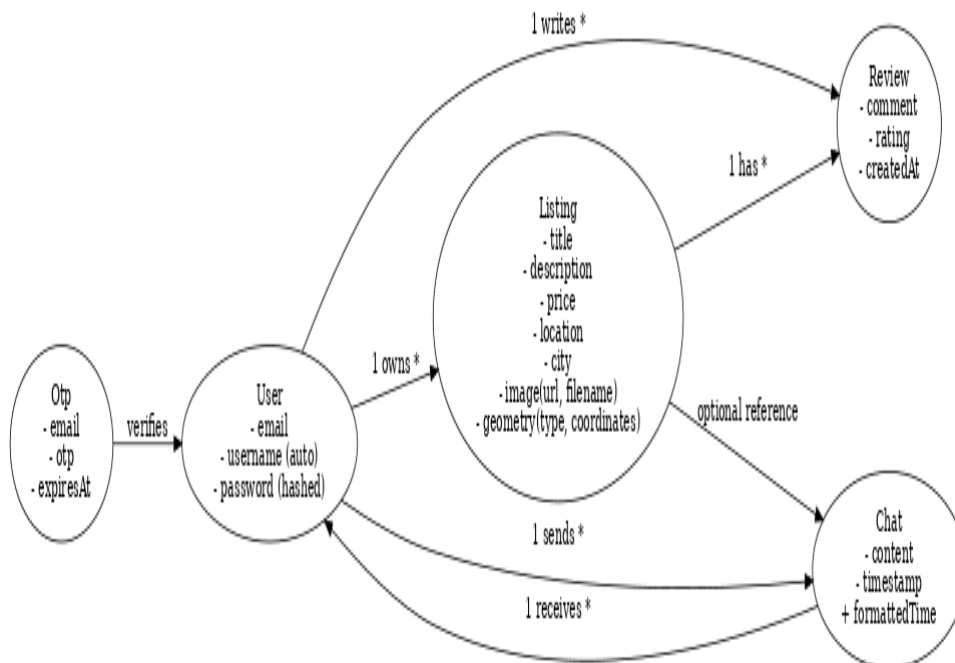 1 writes *
Review
- comment
- rating
- createdAt
1 has *
Listing
- title
- description
- price
- location
- city
- image(url, filename)
- geometry(type, coordinates)
1 owns *
Otp
- email
- otp
- expiresAt
verifies
User
- email
- username (auto)
- password (hashed)
optional reference
1 sends *
1 receives *
Chat
- content
- timestamp
+ formattedTime